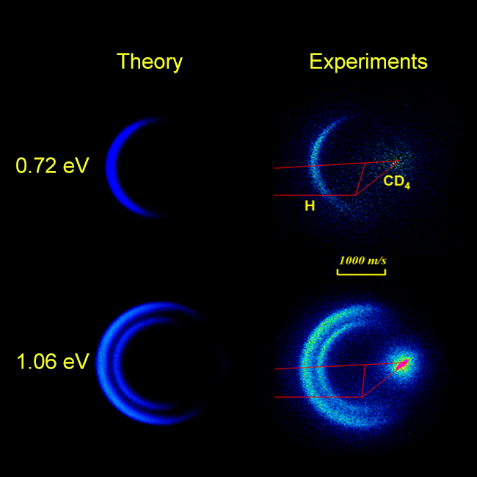 Theory Experiments
0.72 eV
CD₄
H
1000 m/s
1.06 eV